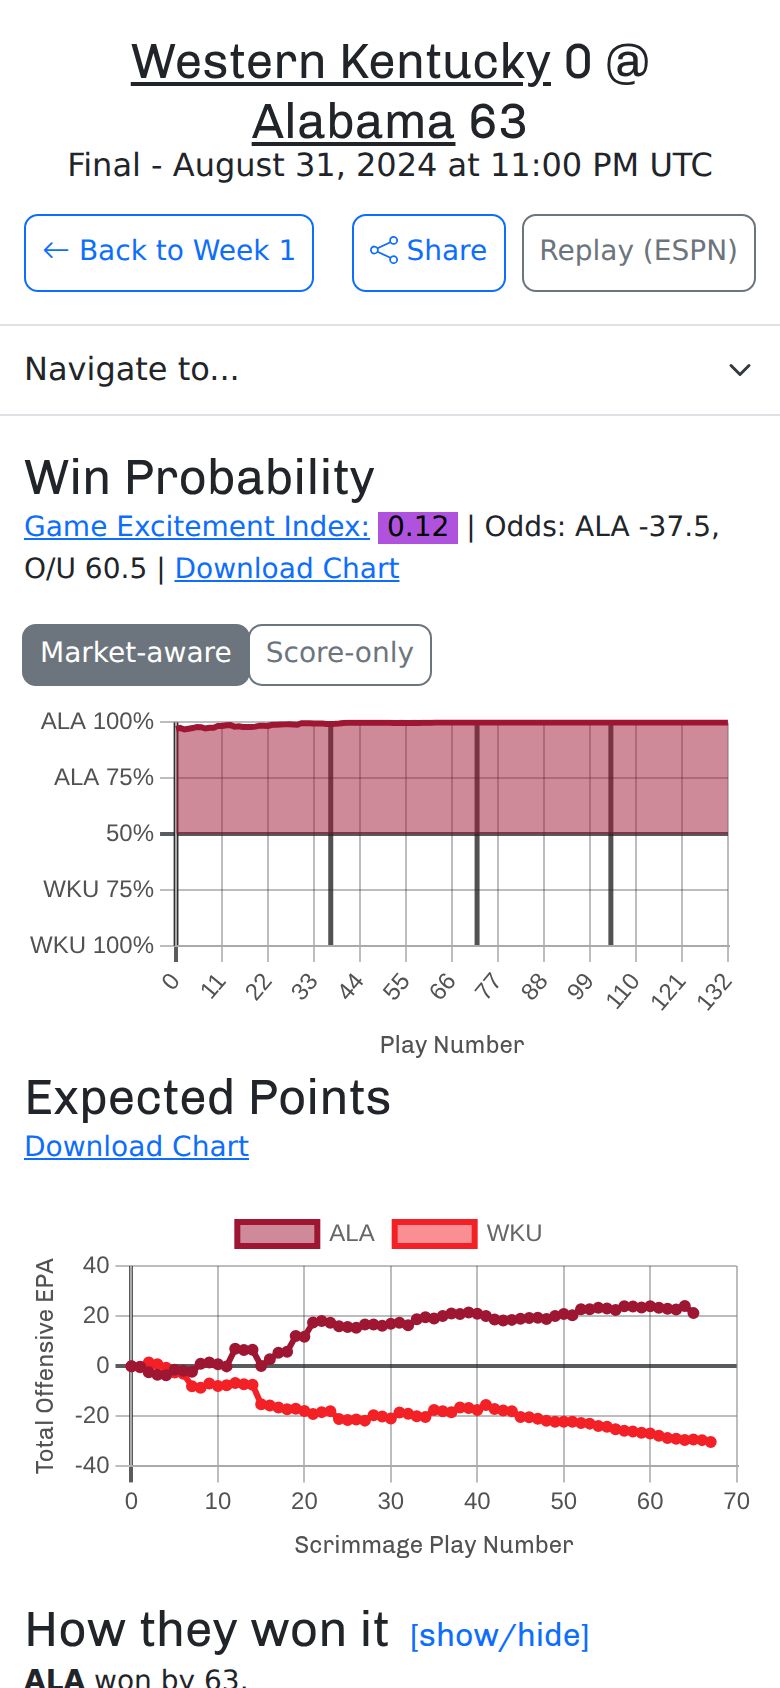 Western Kentucky 0 @
Alabama 63
Final - August 31, 2024 at 11:00 PM UTC
← Back to Week 1
Share
Replay (ESPN)
Navigate to...
Win Probability
Game Excitement Index: 0.12 | Odds: ALA -37.5,
O/U 60.5 | Download Chart
Market-aware
Score-only
ALA 100%
ALA 75%
50%
WKU 75%
WKU 100%
0 11 22 33 44 55 66 77 88 99 110 121 132
Play Number
Expected Points
Download Chart
ALA WKU
Total Offensive EPA
40
20
0
-20
-40
0 10 20 30 40 50 60 70
Scrimmage Play Number
How they won it [show/hide]
ALA won by 63.